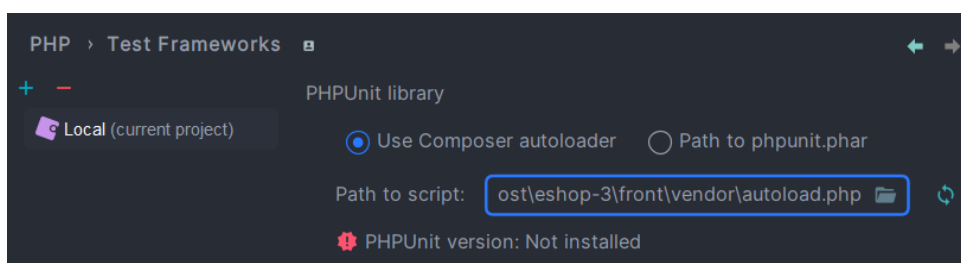 PHP › Test Frameworks
PHPUnit library
Local (current project)
Use Composer autoloader Path to phpunit.phar
Path to script: ost\eshop-3\front\vendor\autoload.php
PHPUnit version: Not installed